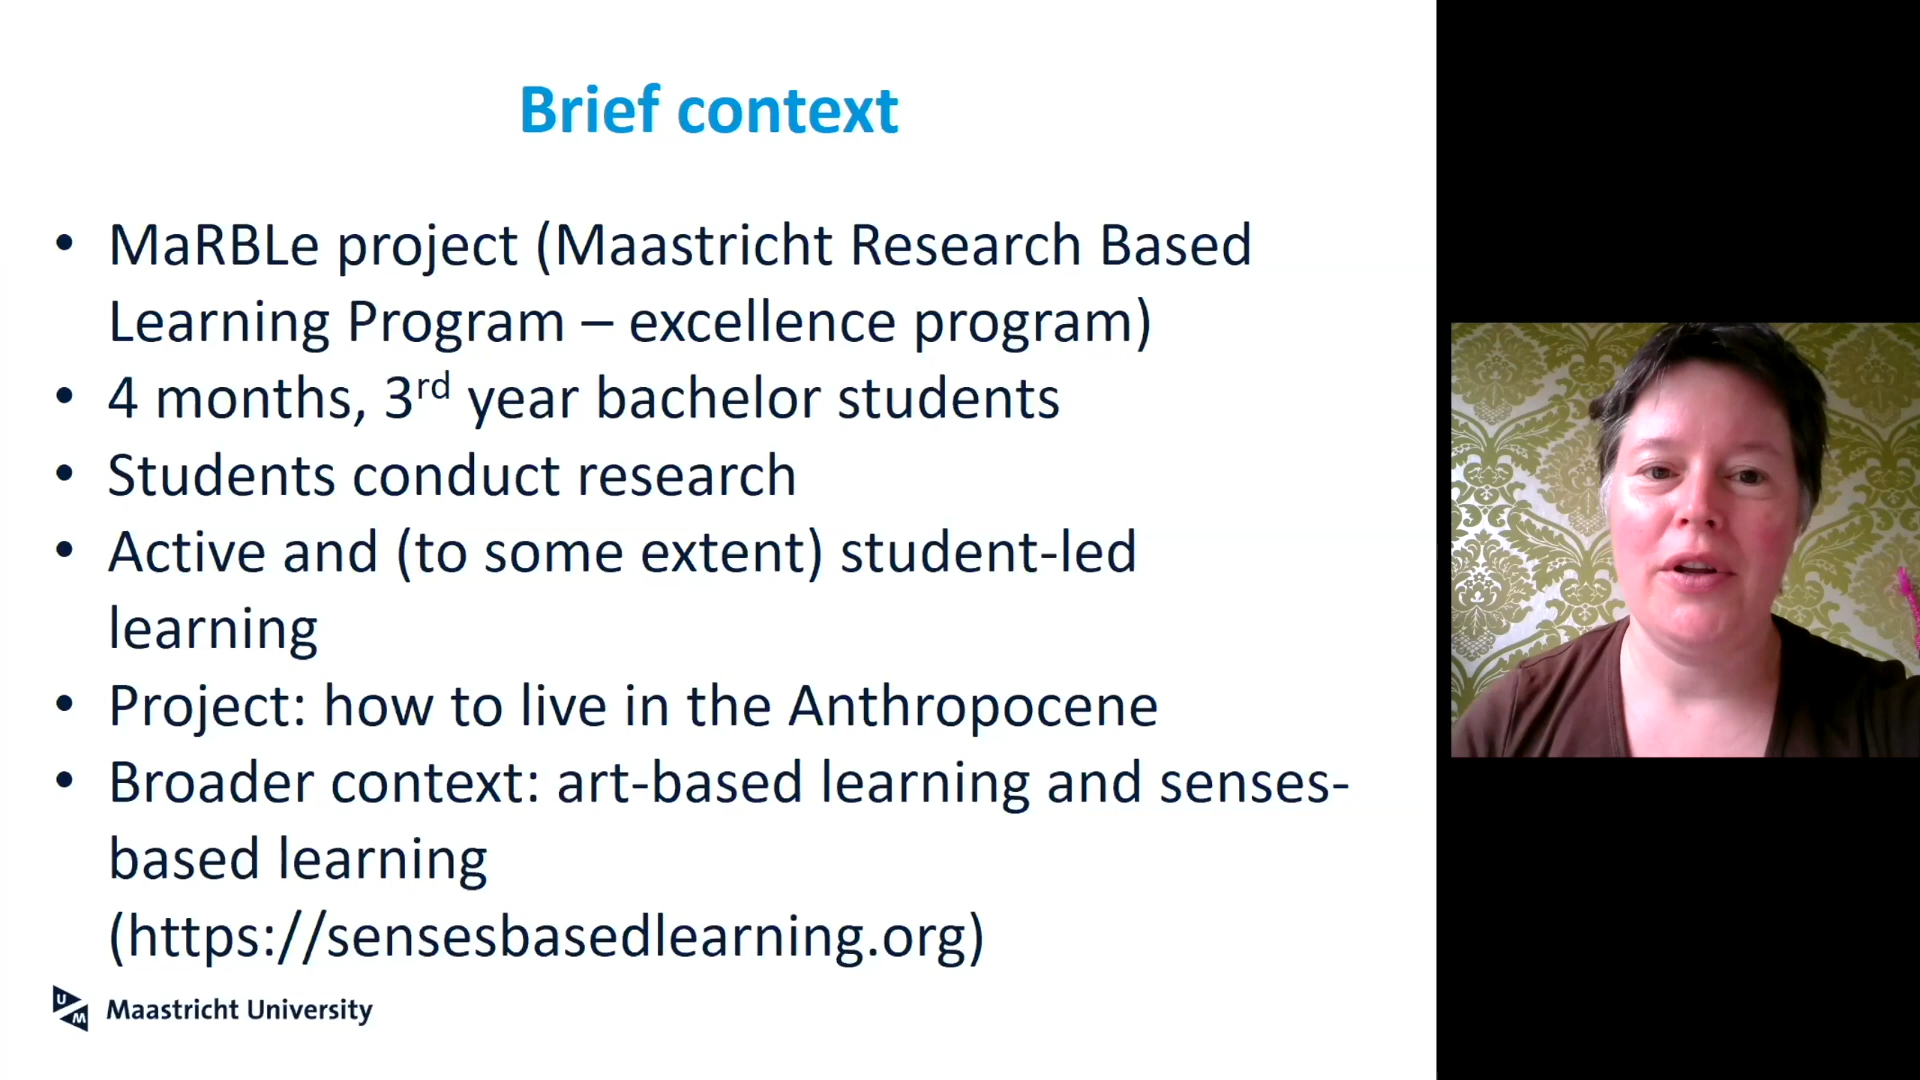 Brief context
• MaRBLe project (Maastricht Research Based
Learning Program – excellence program)
• 4 months, 3rd year bachelor students
• Students conduct research
• Active and (to some extent) student-led
learning
• Project: how to live in the Anthropocene
• Broader context: art-based learning and senses-
based learning
(https://sensesbasedlearning.org)
UM Maastricht University